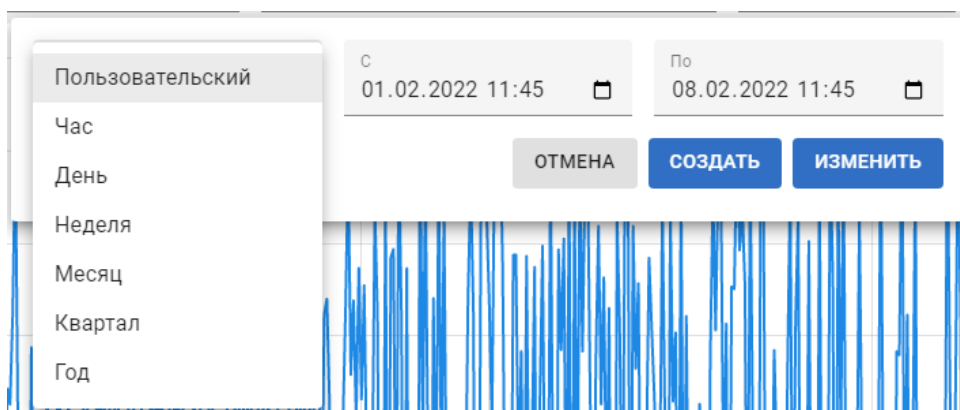 Пользовательский
Час
День
Неделя
Месяц
Квартал
Год
С
01.02.2022 11:45
По
08.02.2022 11:45
ОТМЕНА
СОЗДАТЬ
ИЗМЕНИТЬ